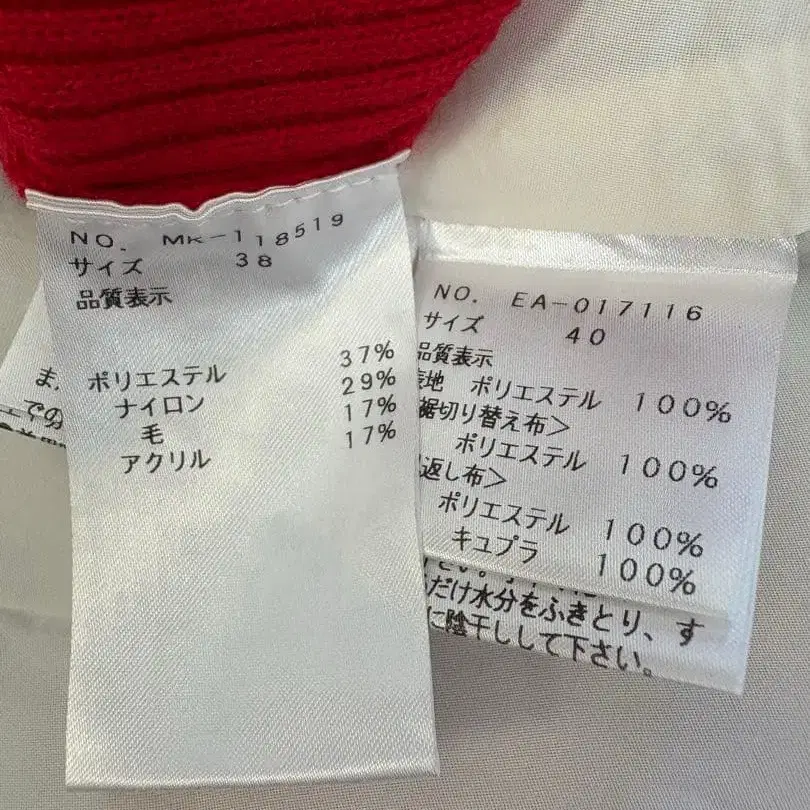 NO. MK-118519
サイズ 38
品質表示
ポリエステル 37%
ナイロン 29%
毛 17%
アクリル 17%
ま.
での
NO. EA-017116
サイズ 40
品質表示
表地 ポリエステル 100%
裾切り替え布>
ポリエステル 100%
返し布>
ポリエステル 100%
キュプラ 100%
だけ水分をふきとり、す
に陰干しして下さい。